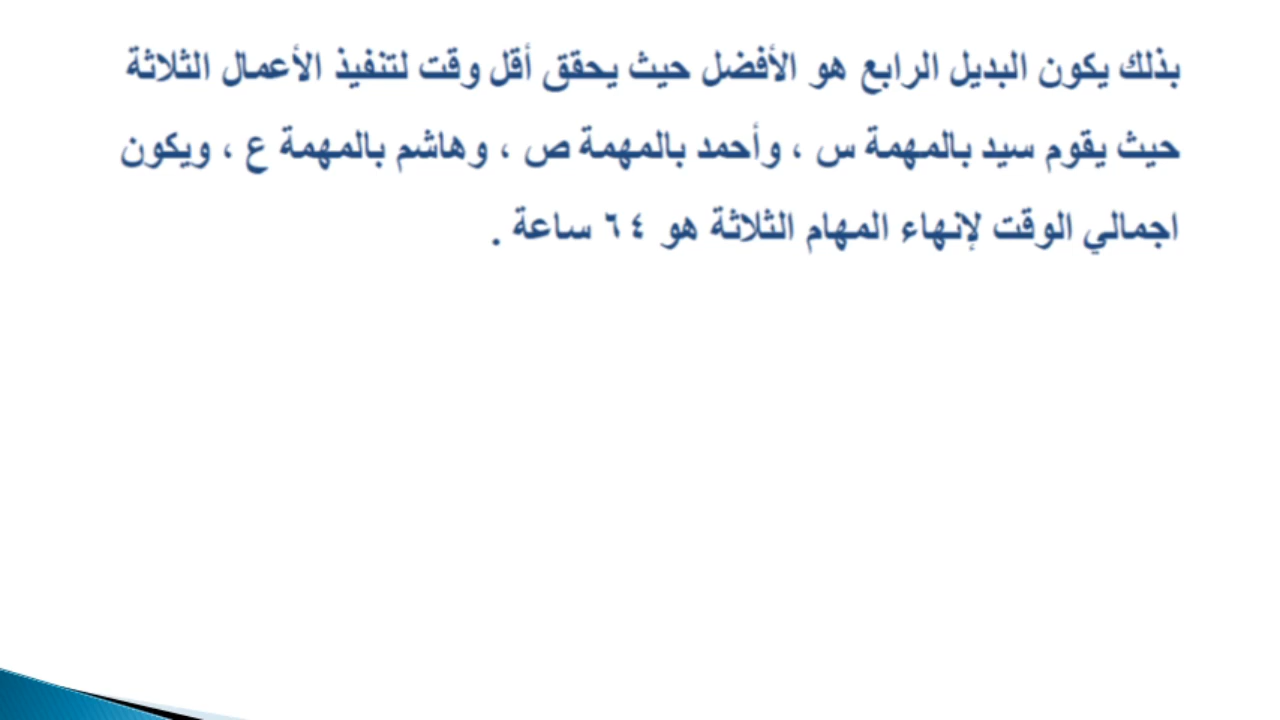 بذلك يكون البديل الرابع هو الأفضل حيث يحقق أقل وقت لتنفيذ الأعمال الثلاثة
حيث يقوم سيد بالمهمة س ، وأحمد بالمهمة ص ، وهاشم بالمهمة ع ، ويكون
اجمالي الوقت لإنهاء المهام الثلاثة هو ٦٤ ساعة .